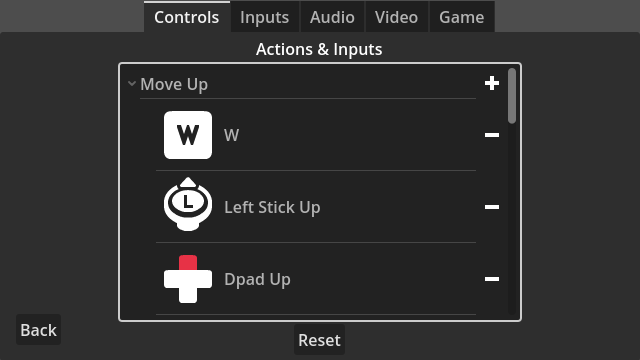 Controls
Inputs
Audio
Video
Game
Actions & Inputs
Move Up
W
W
L
Left Stick Up
Dpad Up
Back
Reset